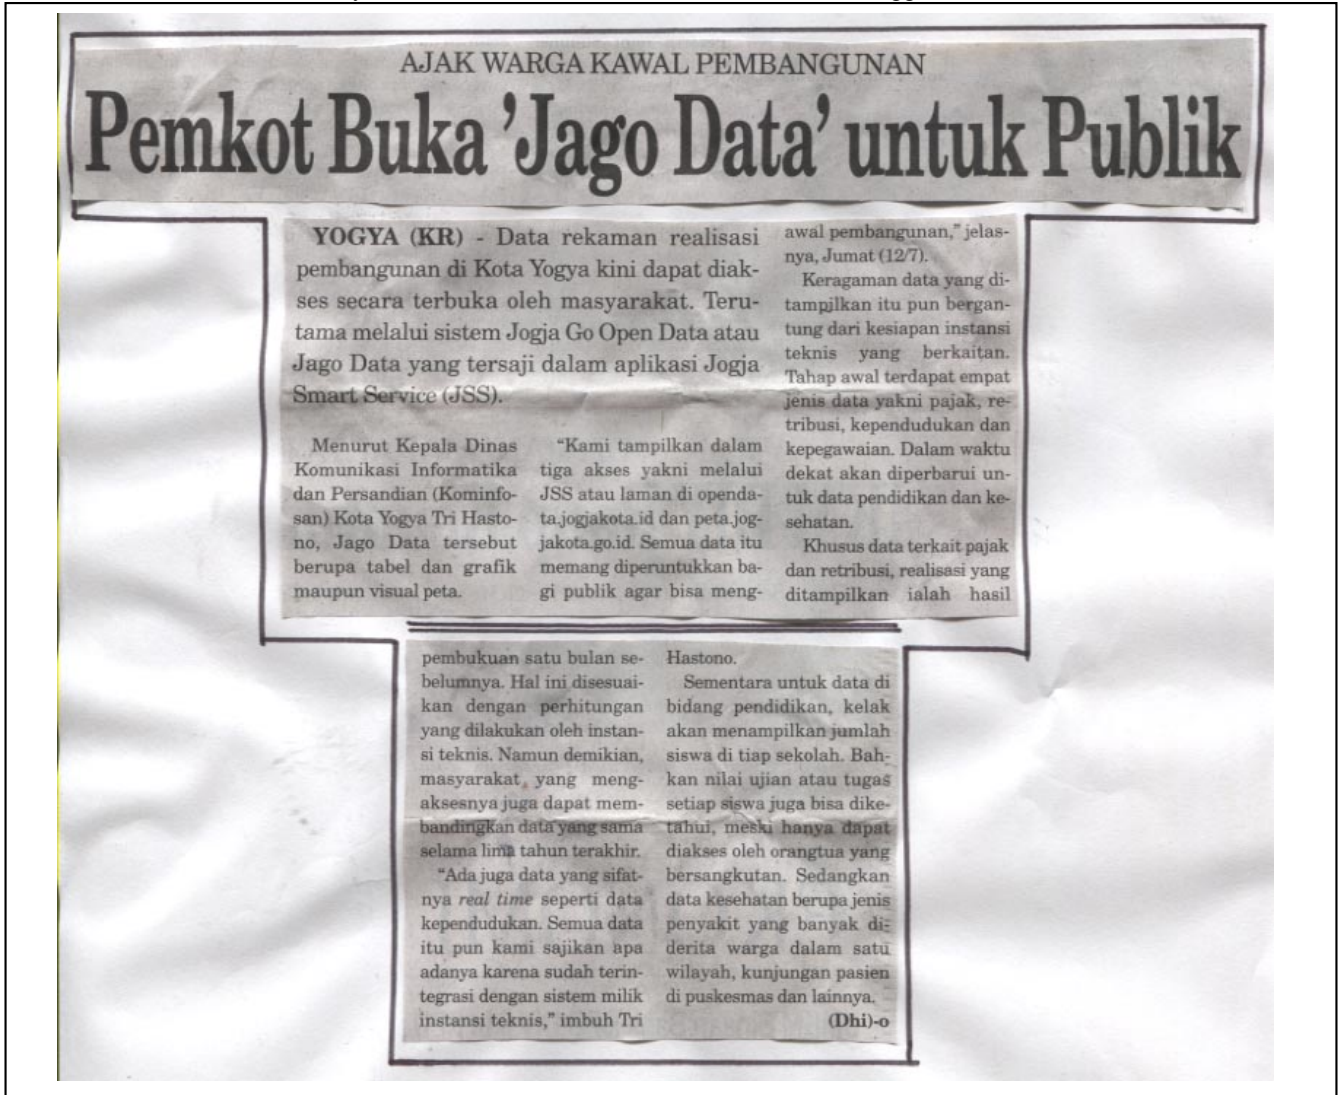 AJAK WARGA KAWAL PEMBANGUNAN
Pemkot Buka 'Jago Data' untuk Publik
YOGYA (KR) - Data rekaman realisasi
pembangunan di Kota Yogya kini dapat diak-
ses secara terbuka oleh masyarakat. Teru-
tama melalui sistem Jogja Go Open Data atau
Jago Data yang tersaji dalam aplikasi Jogja
Smart Service (JSS).
Menurut Kepala Dinas
Komunikasi Informatika
dan Persandian (Kominfo-
san) Kota Yogya Tri Hasto-
no, Jago Data tersebut
berupa tabel dan grafik
maupun visual peta.
“Kami tampilkan dalam
tiga akses yakni melalui
JSS atau laman di openda-
ta.jogjakota.id dan peta.jog-
jakota.go.id. Semua data itu
memang diperuntukkan ba-
gi publik agar bisa meng-
awal pembangunan,” jelas-
nya, Jumat (12/7).
Keragaman data yang di-
tampilkan itu pun bergan-
tung dari kesiapan instansi
teknis yang berkaitan.
Tahap awal terdapat empat
jenis data yakni pajak, re-
tribusi, kependudukan dan
kepegawaian. Dalam waktu
dekat akan diperbarui un-
tuk data pendidikan dan ke-
sehatan.
Khusus data terkait pajak
dan retribusi, realisasi yang
ditampilkan ialah hasil
pembukuan satu bulan se-
belumnya. Hal ini disesuai-
kan dengan perhitungan
yang dilakukan oleh instan-
si teknis. Namun demikian,
masyarakat yang meng-
aksesnya juga dapat mem-
bandingkan data yang sama
selama lima tahun terakhir.
“Ada juga data yang sifat-
nya real time seperti data
kependudukan. Semua data
itu pun kami sajikan apa
adanya karena sudah terin-
tegrasi dengan sistem milik
instansi teknis,” imbuh Tri
Hastono.
Sementara untuk data di
bidang pendidikan, kelak
akan menampilkan jumlah
siswa di tiap sekolah. Bah-
kan nilai ujian atau tugas
setiap siswa juga bisa dike-
tahui, meski hanya dapat
diakses oleh orangtua yang
bersangkutan. Sedangkan
data kesehatan berupa jenis
penyakit yang banyak di-
derita warga dalam satu
wilayah, kunjungan pasien
di puskesmas dan lainnya.
(Dhi)-o